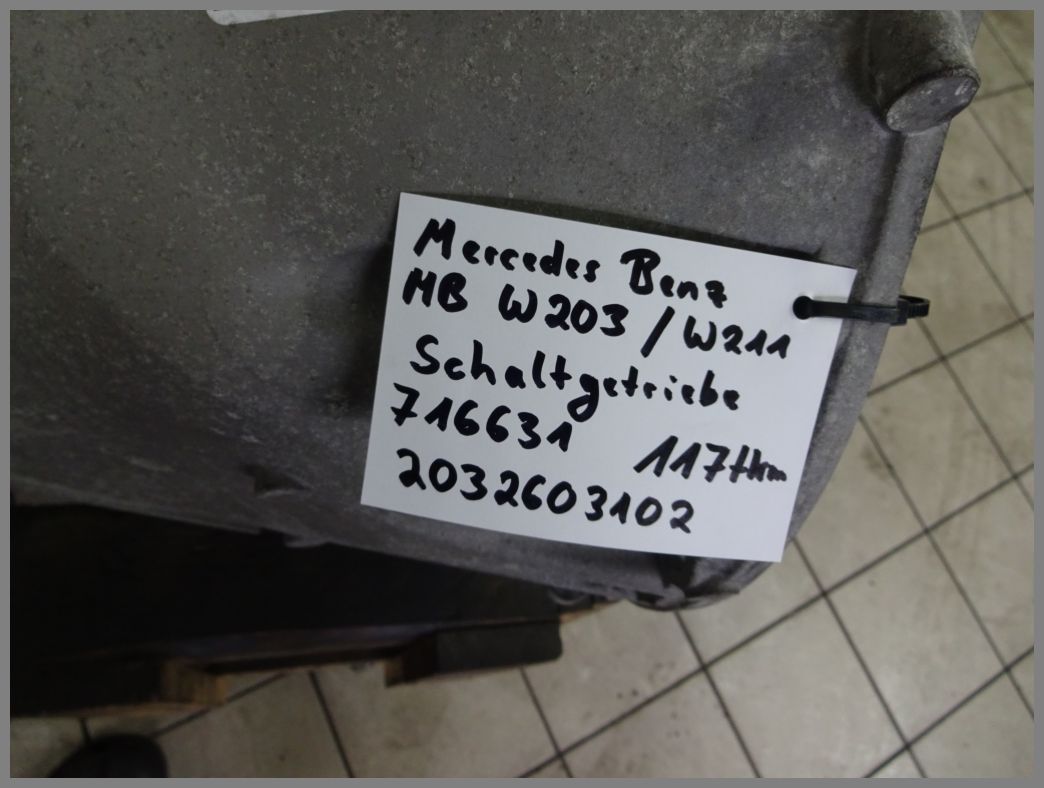 Mercedes Benz
MB W203 / W211
Schaltgetriebe
716631 117tkm
2032603102